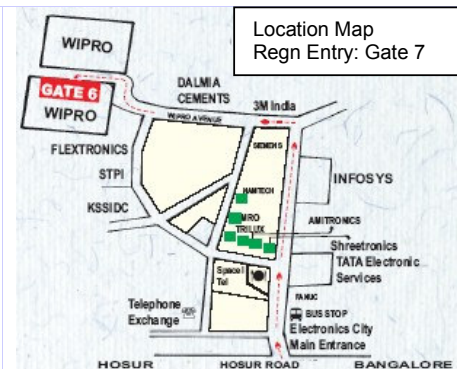 Location Map
Regn Entry: Gate 7
WIPRO
GATE 6
WIPRO
DALMIA
CEMENTS
3M India
WIPRO AVENUE
SIEMENS
FLEXTRONICS
STPI
KSSIDC
HAMTECH
INFOSYS
MRO
TRILUX
AMITRONICS
Shreetronics
TATA Electronic
Services
Spacel
Tel
FANUC
Telephone
Exchange
BUS STOP
Electronics City
Main Entrance
HOSUR
HOSUR ROAD
BANGALORE